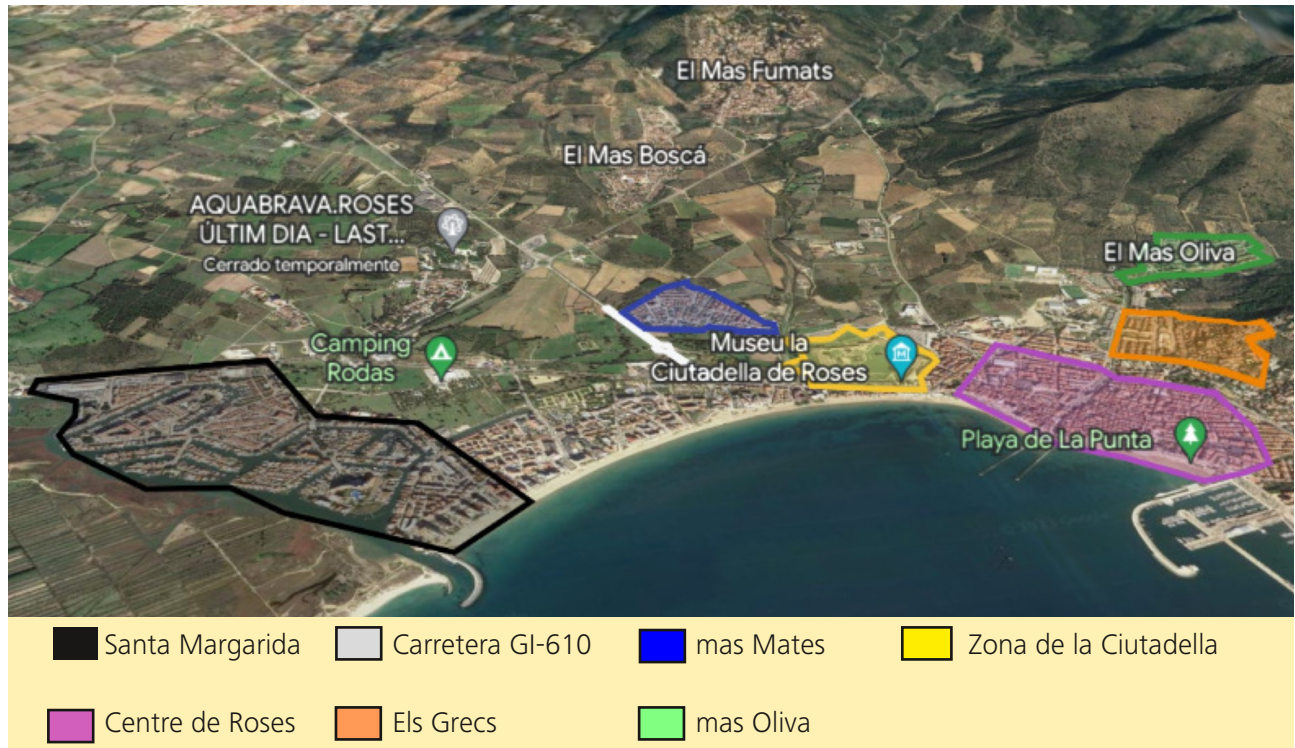 El Mas Fumats
El Mas Boscá
AQUABRAVA.ROSES
ÚLTIM DIA - LAST...
Cerrado temporalmente
El Mas Oliva
Camping
Rodas
Museu la
Ciutadella de Roses
Playa de La Punta
Santa Margarida
Carretera GI-610
mas Mates
Zona de la Ciutadella
Centre de Roses
Els Grecs
mas Oliva